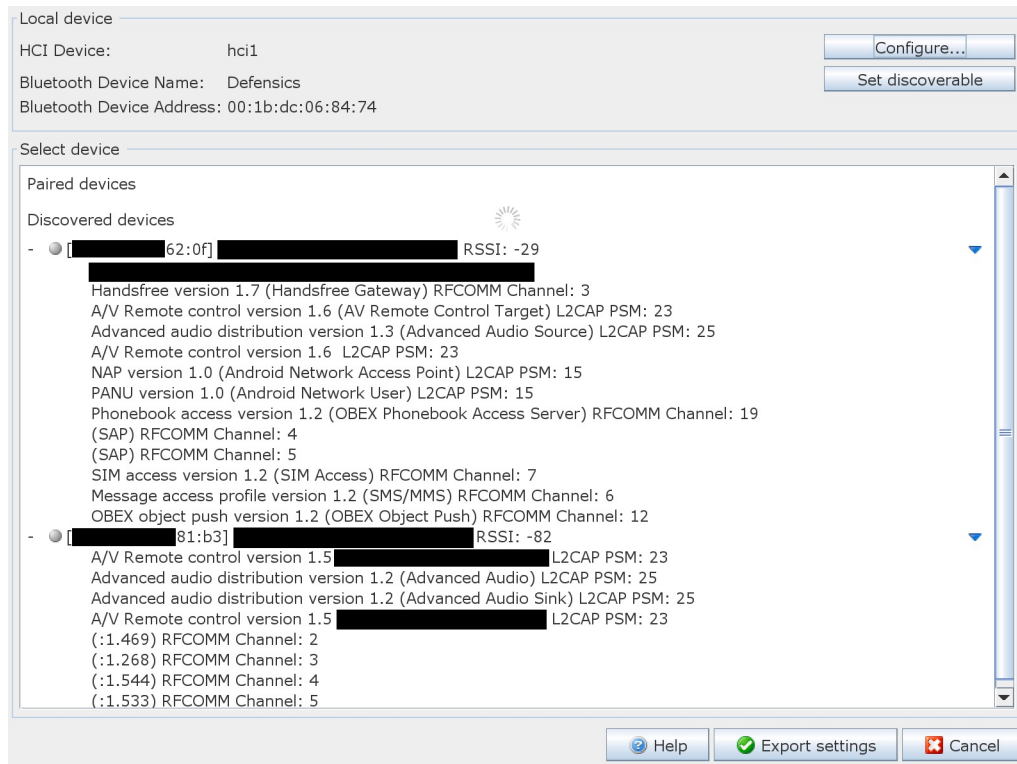 Local device
HCI Device: hci1
Configure...
Bluetooth Device Name: Defensics
Set discoverable
Bluetooth Device Address: 00:1b:dc:06:84:74
Select device
Paired devices
Discovered devices
- [62:0f] RSSI: -29
Handsfree version 1.7 (Handsfree Gateway) RFCOMM Channel: 3
A/V Remote control version 1.6 (AV Remote Control Target) L2CAP PSM: 23
Advanced audio distribution version 1.3 (Advanced Audio Source) L2CAP PSM: 25
A/V Remote control version 1.6  L2CAP PSM: 23
NAP version 1.0 (Android Network Access Point) L2CAP PSM: 15
PANU version 1.0 (Android Network User) L2CAP PSM: 15
Phonebook access version 1.2 (OBEX Phonebook Access Server) RFCOMM Channel: 19
(SAP) RFCOMM Channel: 4
(SAP) RFCOMM Channel: 5
SIM access version 1.2 (SIM Access) RFCOMM Channel: 7
Message access profile version 1.2 (SMS/MMS) RFCOMM Channel: 6
OBEX object push version 1.2 (OBEX Object Push) RFCOMM Channel: 12
- [81:b3] RSSI: -82
A/V Remote control version 1.5 L2CAP PSM: 23
Advanced audio distribution version 1.2 (Advanced Audio) L2CAP PSM: 25
Advanced audio distribution version 1.2 (Advanced Audio Sink) L2CAP PSM: 25
A/V Remote control version 1.5 L2CAP PSM: 23
(:1.469) RFCOMM Channel: 2
(:1.268) RFCOMM Channel: 3
(:1.544) RFCOMM Channel: 4
(:1.533) RFCOMM Channel: 5
Help
Export settings
Cancel